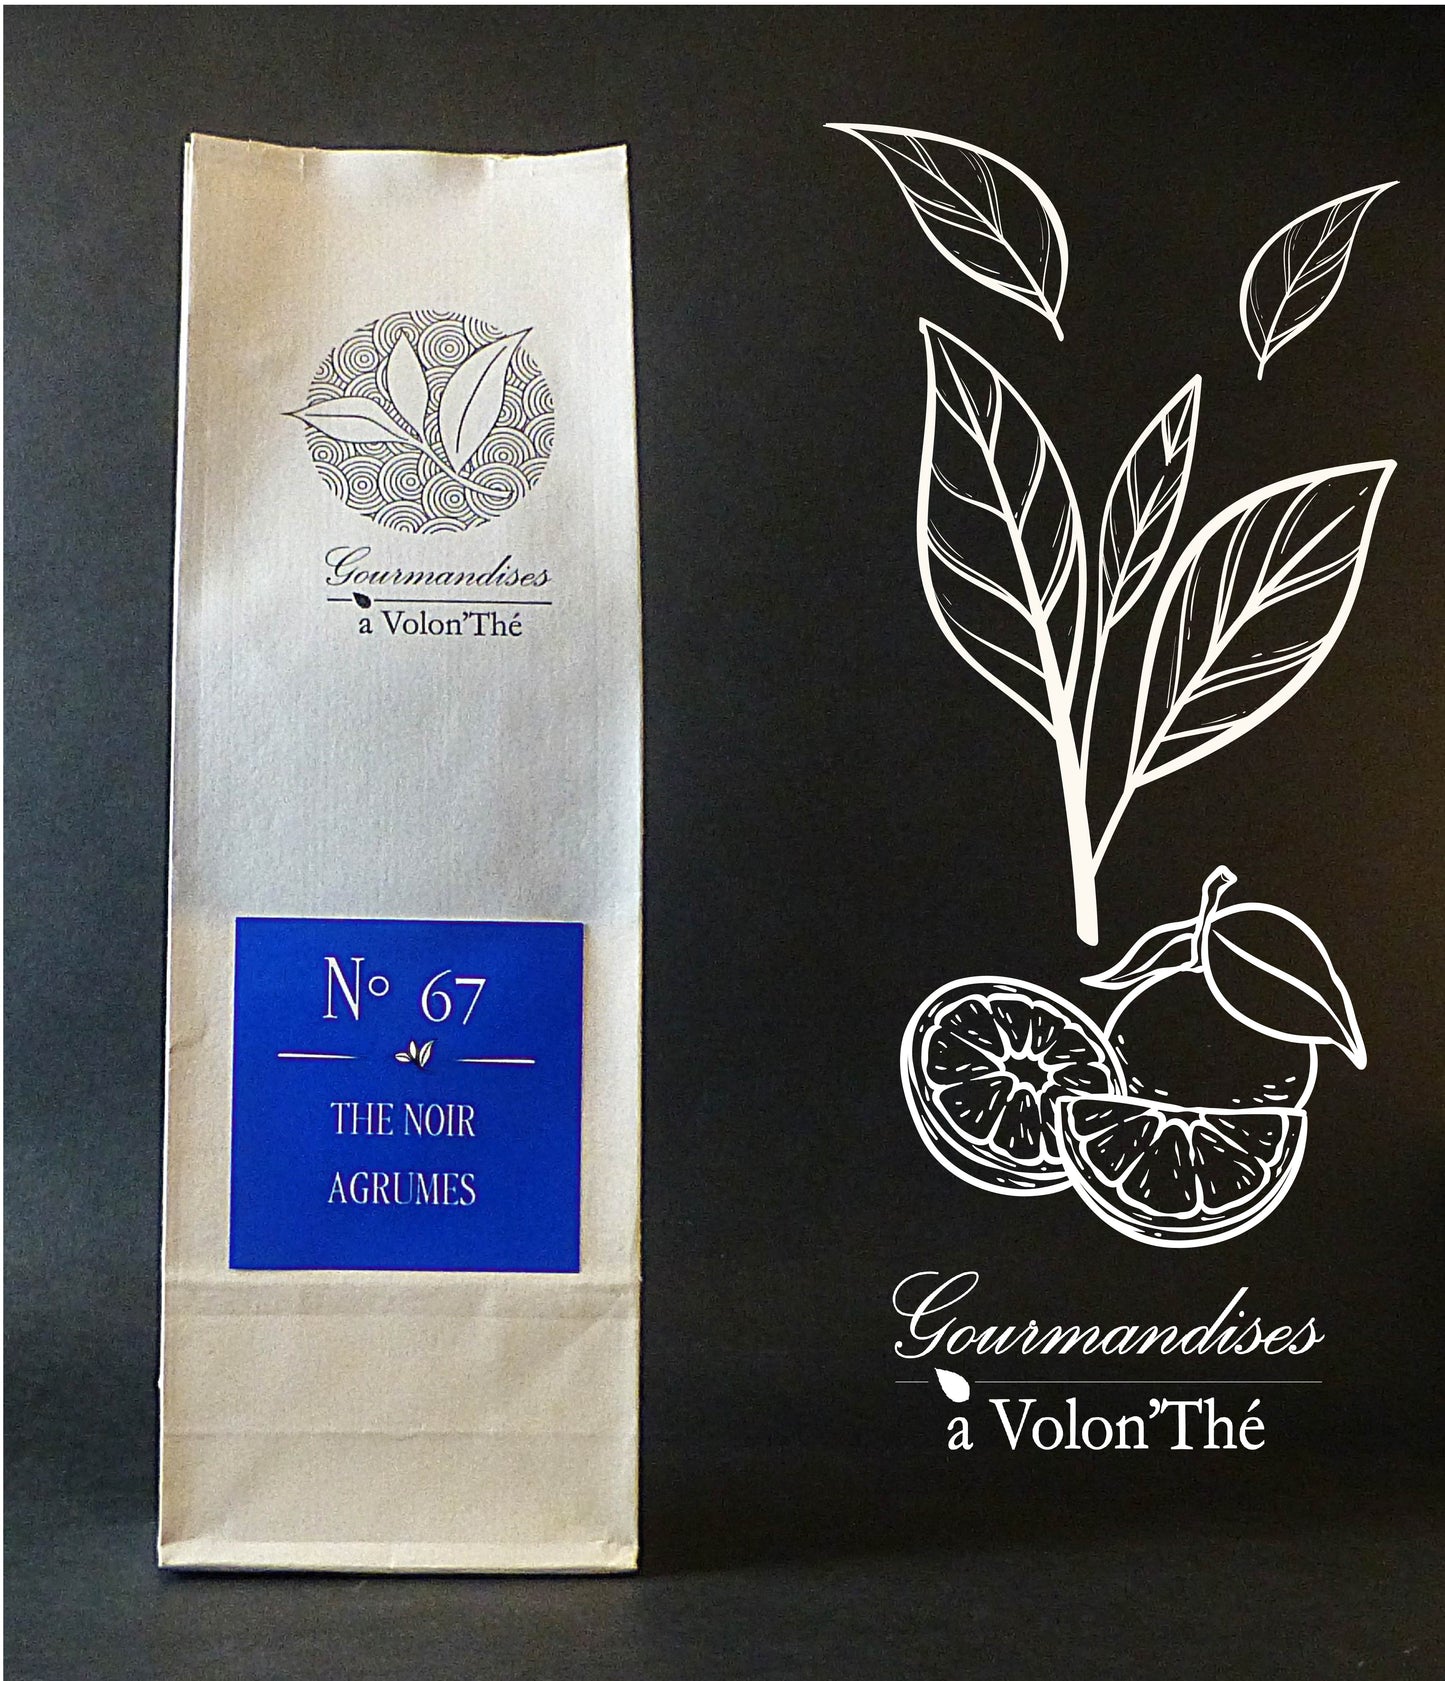 Gourmandises
a Volon'Thé
N° 67
THE NOIR
AGRUMES
Gourmandises
a Volon'Thé